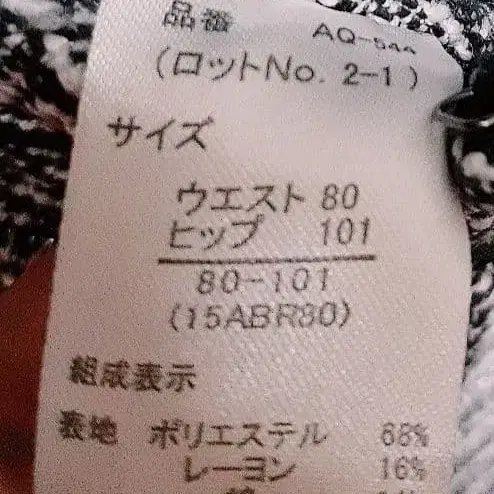 品番 AQ-544
(ロットNo. 2-1)
サイズ
ウエスト 80
ヒップ 101
80-101
(15ABR80)
組成表示
表地 ポリエステル 68%
レーヨン 16%